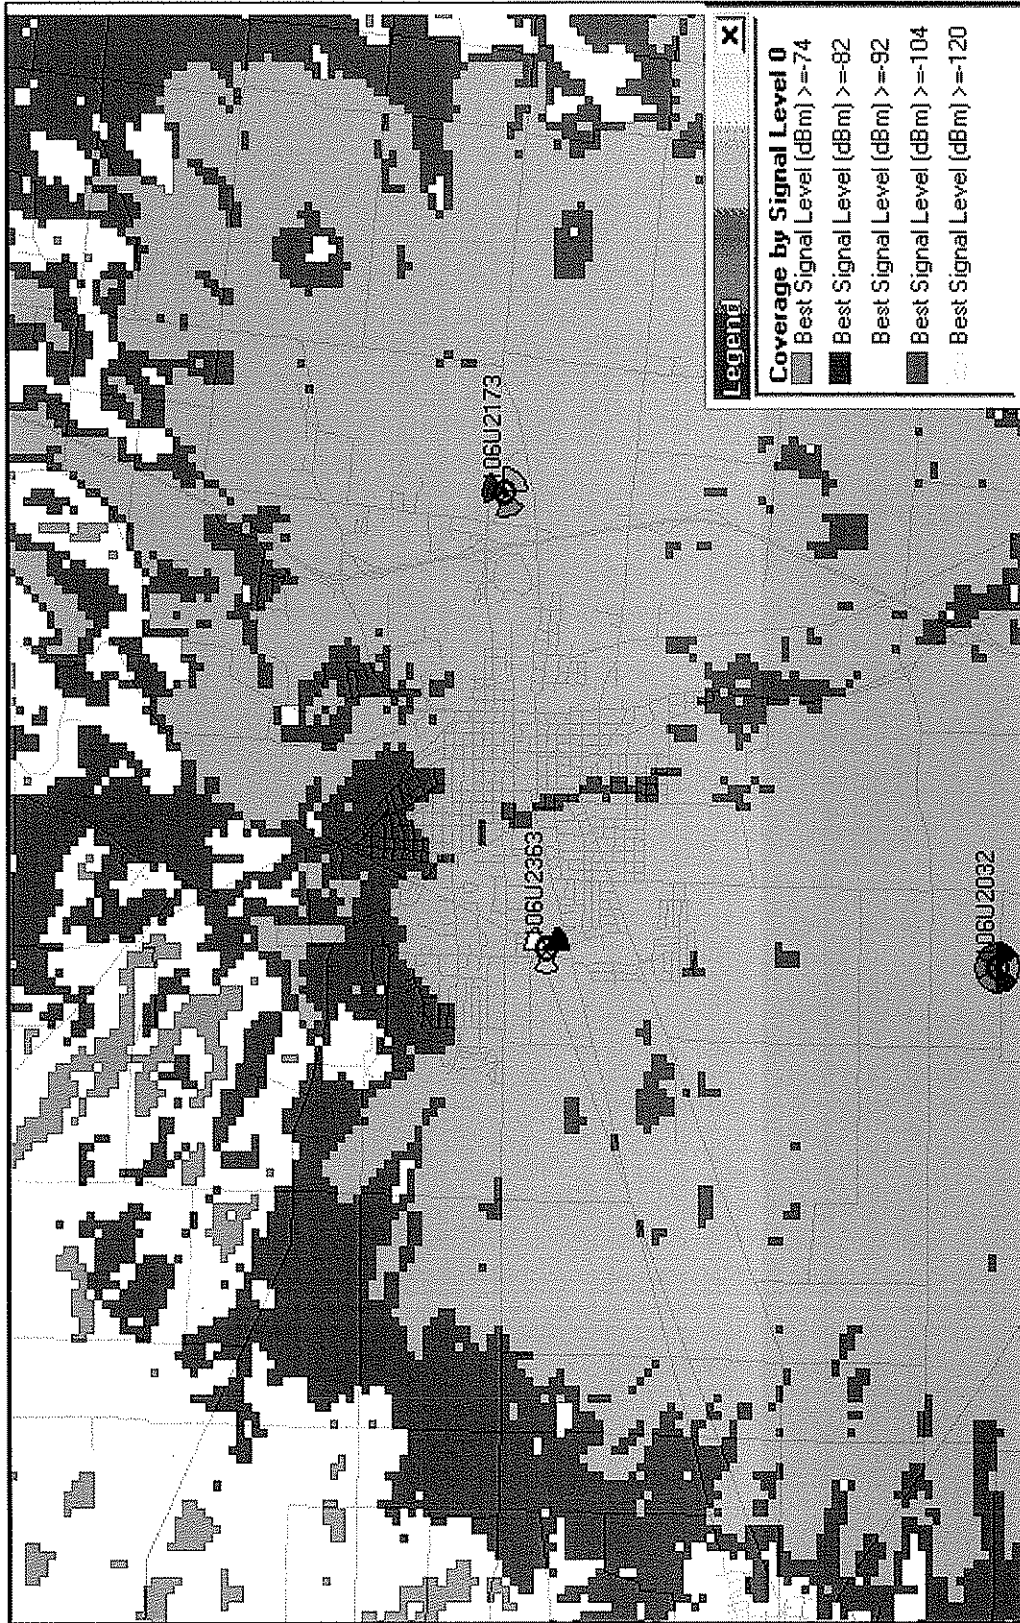 06U2173
06U2363
06U2032
Legend
Coverage by Signal Level 0
Best Signal Level (dBm) >=-74
Best Signal Level (dBm) >=-82
Best Signal Level (dBm) >=-92
Best Signal Level (dBm) >=-104
Best Signal Level (dBm) >=-120